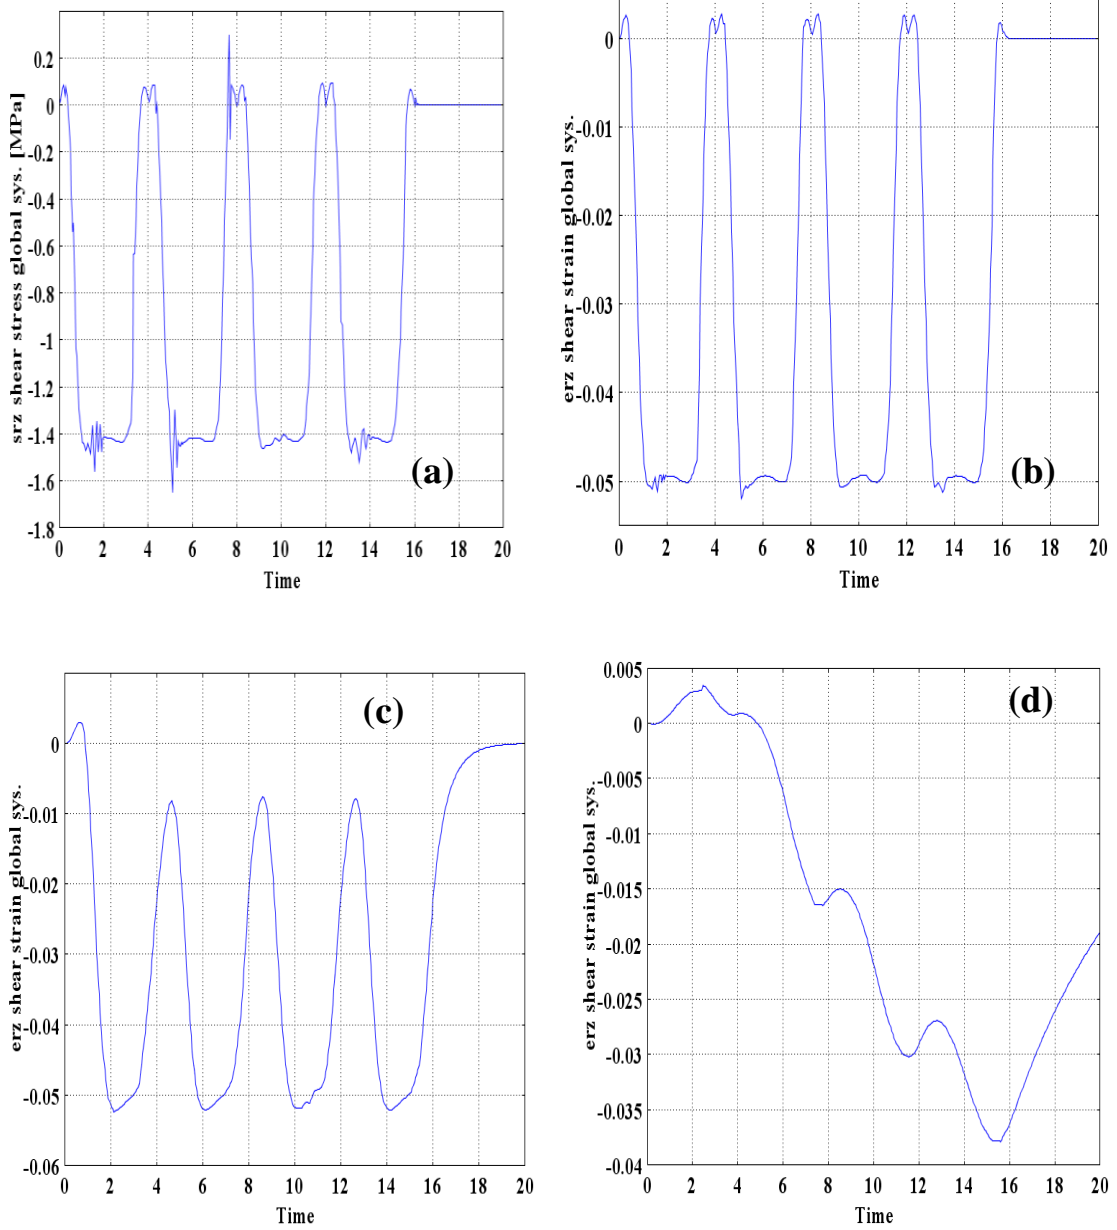 srz shear stress global sys. [MPa]
0.2
0
-0.2
-0.4
-0.6
-0.8
-1
-1.2
-1.4
-1.6
-1.8
(a)
0 2 4 6 8 10 12 14 16 18 20
Time
erz shear strain global sys.
0
-0.01
-0.02
-0.03
-0.04
-0.05
(b)
0 2 4 6 8 10 12 14 16 18 20
Time
erz shear strain global sys.
0
-0.01
-0.02
-0.03
-0.04
-0.05
-0.06
(c)
0 2 4 6 8 10 12 14 16 18 20
Time
erz shear strain global sys.
0.005
0
-0.005
-0.01
-0.015
-0.02
-0.025
-0.03
-0.035
-0.04
(d)
0 2 4 6 8 10 12 14 16 18 20
Time